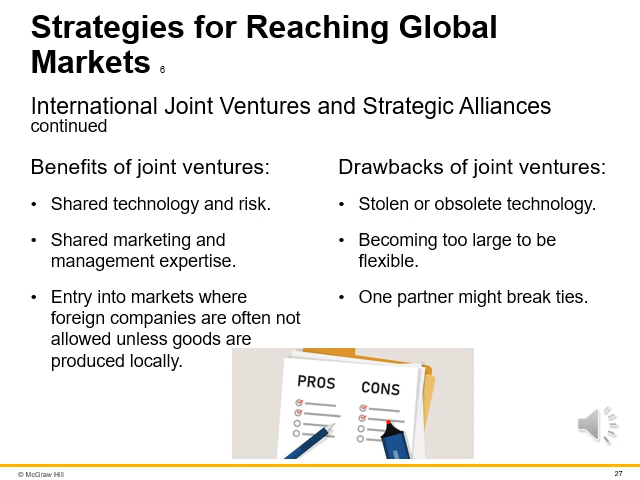 Strategies for Reaching Global
Markets 6
International Joint Ventures and Strategic Alliances
continued
Benefits of joint ventures:
• Shared technology and risk.
• Shared marketing and
management expertise.
• Entry into markets where
foreign companies are often not
allowed unless goods are
produced locally.
Drawbacks of joint ventures:
• Stolen or obsolete technology.
• Becoming too large to be
flexible.
• One partner might break ties.
PROS
CONS
© McGraw Hill
27